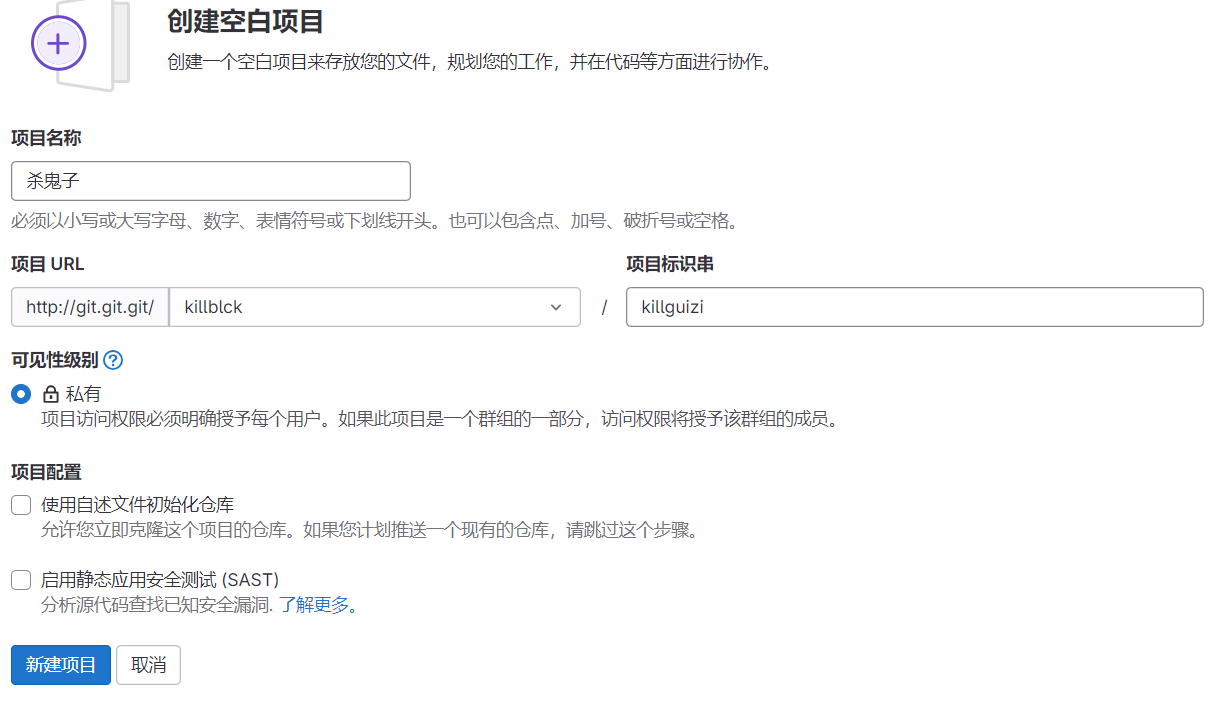 创建空白项目
创建一个空白项目来存放您的文件，规划您的工作，并在代码等方面进行协作。
项目名称
杀鬼子
必须以小写或大写字母、数字、表情符号或下划线开头。也可以包含点、加号、破折号或空格。
项目 URL
项目标识串
http://git.git.git/ killblck / killguizi
可见性级别
私有
项目访问权限必须明确授予每个用户。如果此项目是一个群组的一部分，访问权限将授予该群组的成员。
项目配置
使用自述文件初始化仓库
允许您立即克隆这个项目的仓库。如果您计划推送一个现有的仓库，请跳过这个步骤。
启用静态应用安全测试 (SAST)
分析源代码查找已知安全漏洞. 了解更多。
新建项目 取消